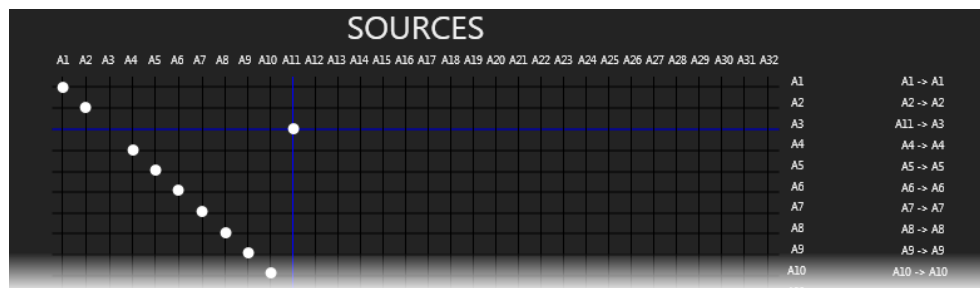 SOURCES
A1 A2 A3 A4 A5 A6 A7 A8 A9 A10 A11 A12 A13 A14 A15 A16 A17 A18 A19 A20 A21 A22 A23 A24 A25 A26 A27 A28 A29 A30 A31 A32
A1 A1 -> A1
A2 A2 -> A2
A3 A11 -> A3
A4 A4 -> A4
A5 A5 -> A5
A6 A6 -> A6
A7 A7 -> A7
A8 A8 -> A8
A9 A9 -> A9
A10 A10 -> A10